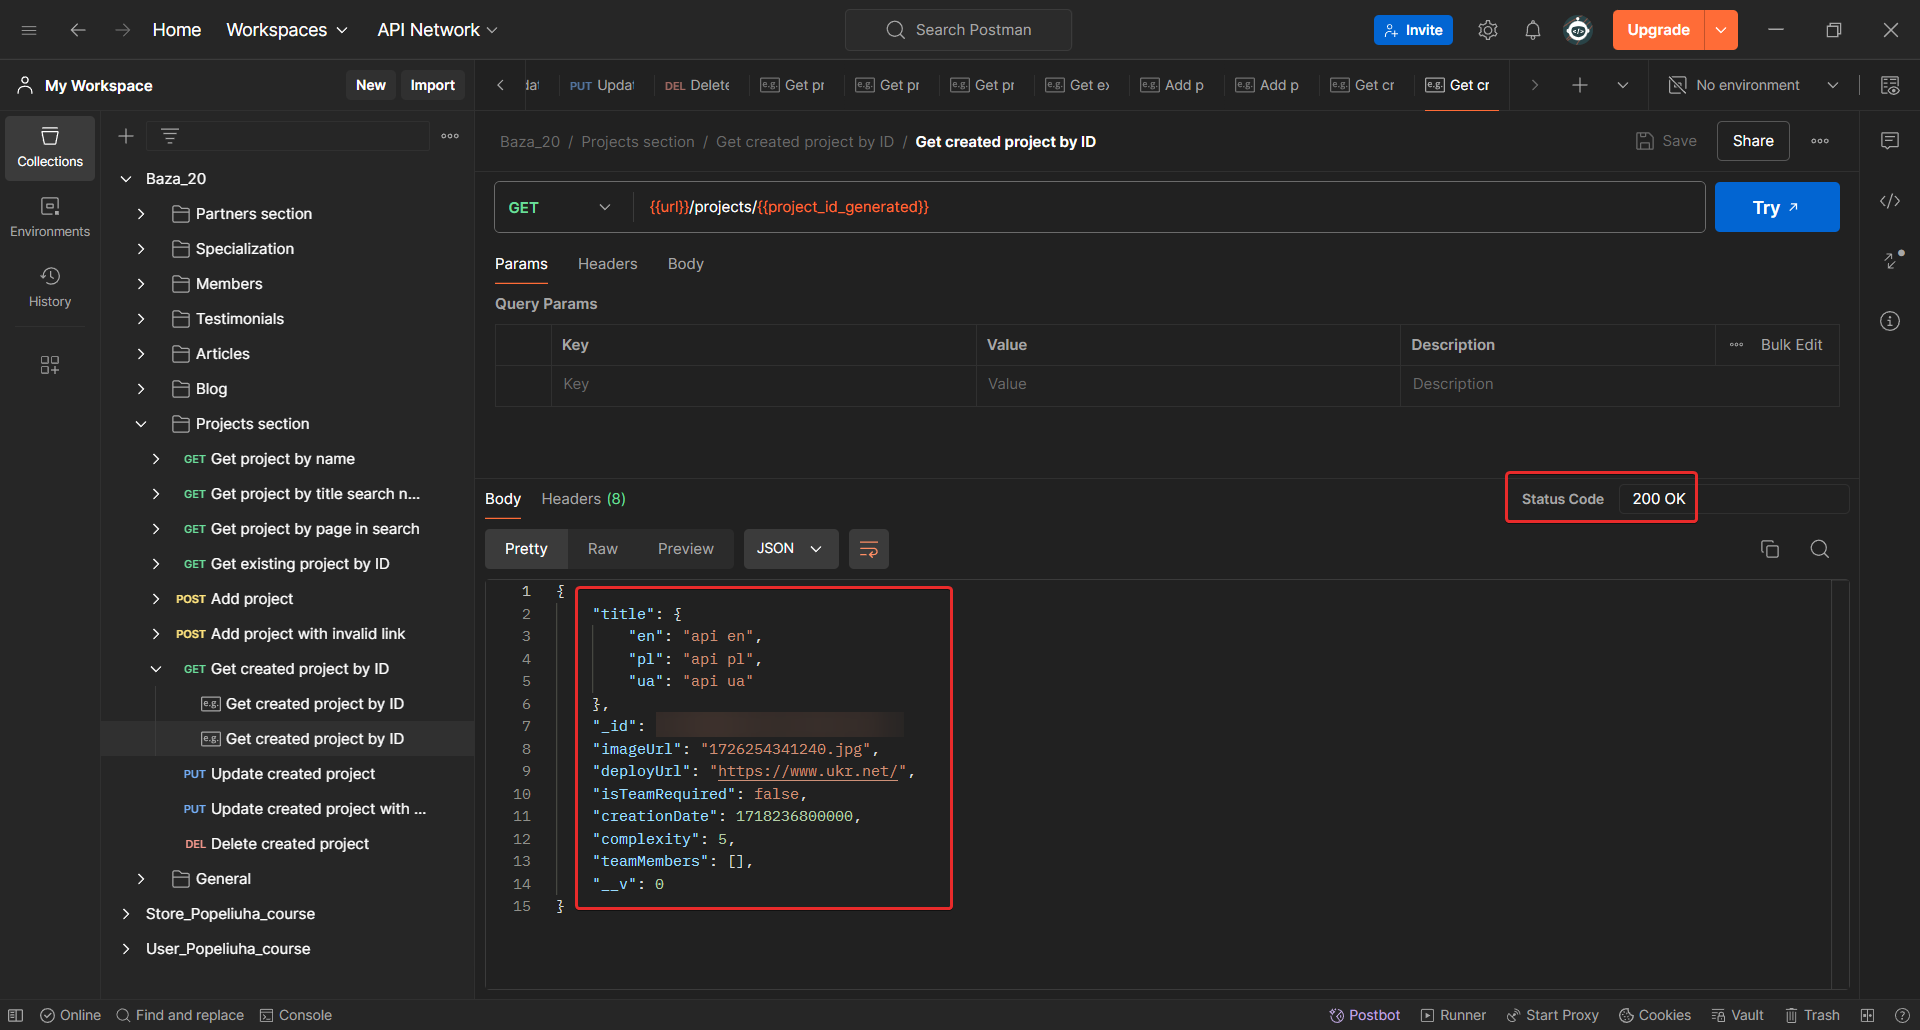 Home Workspaces API Network Search Postman Invite Upgrade
My Workspace New Import
PUT Updat DEL Delete e.g. Get pr e.g. Get pr e.g. Get pr e.g. Get ex e.g. Add p e.g. Add p e.g. Get cr e.g. Get cr No environment
Collections
Environments
History
Baza_20
Partners section
Specialization
Members
Testimonials
Articles
Blog
Projects section
GET Get project by name
GET Get project by title search n...
GET Get project by page in search
GET Get existing project by ID
POST Add project
POST Add project with invalid link
GET Get created project by ID
e.g. Get created project by ID
e.g. Get created project by ID
PUT Update created project
PUT Update created project with ...
DEL Delete created project
General
Store_Popeliuha_course
User_Popeliuha_course
Baza_20 / Projects section / Get created project by ID / Get created project by ID Save Share
GET {{url}}/projects/{{project_id_generated}} Try
Params Headers Body
Query Params
Key Value Description Bulk Edit
Key Value Description
Body Headers (8) Status Code 200 OK
Pretty Raw Preview JSON
1 {
2 "title": {
3 "en": "api en",
4 "pl": "api pl",
5 "ua": "api ua"
6 },
7 "_id":
8 "imageUrl": "1726254341240.jpg",
9 "deployUrl": "https://www.ukr.net/",
10 "isTeamRequired": false,
11 "creationDate": 1718236800000,
12 "complexity": 5,
13 "teamMembers": [],
14 "__v": 0
15 }
Online Find and replace Console Postbot Runner Start Proxy Cookies Vault Trash